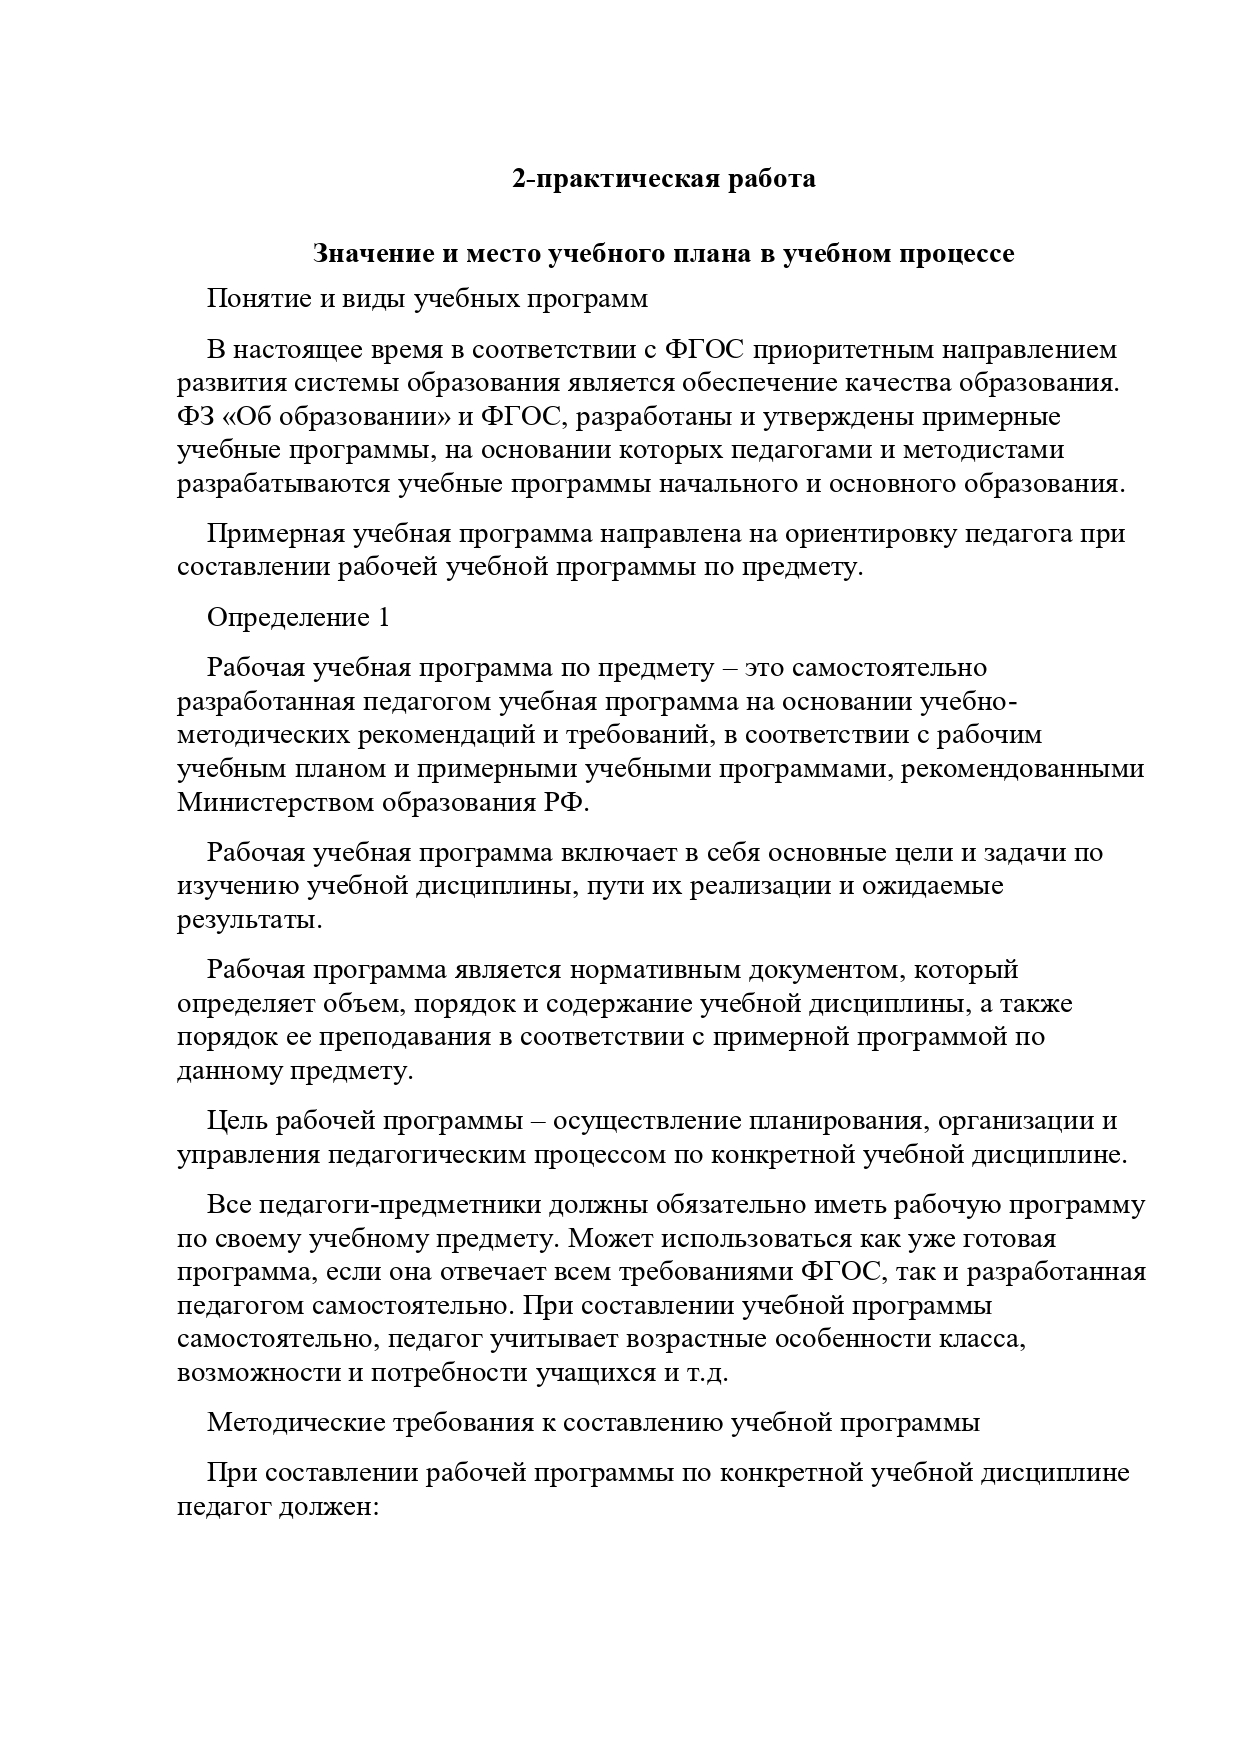 2-практическая работа
Значение и место учебного плана в учебном процессе
Понятие и виды учебных программ
В настоящее время в соответствии с ФГОС приоритетным направлением
развития системы образования является обеспечение качества образования.
ФЗ «Об образовании» и ФГОС, разработаны и утверждены примерные
учебные программы, на основании которых педагогами и методистами
разрабатываются учебные программы начального и основного образования.
Примерная учебная программа направлена на ориентировку педагога при
составлении рабочей учебной программы по предмету.
Определение 1
Рабочая учебная программа по предмету – это самостоятельно
разработанная педагогом учебная программа на основании учебно-
методических рекомендаций и требований, в соответствии с рабочим
учебным планом и примерными учебными программами, рекомендованными
Министерством образования РФ.
Рабочая учебная программа включает в себя основные цели и задачи по
изучению учебной дисциплины, пути их реализации и ожидаемые
результаты.
Рабочая программа является нормативным документом, который
определяет объем, порядок и содержание учебной дисциплины, а также
порядок ее преподавания в соответствии с примерной программой по
данному предмету.
Цель рабочей программы – осуществление планирования, организации и
управления педагогическим процессом по конкретной учебной дисциплине.
Все педагоги-предметники должны обязательно иметь рабочую программу
по своему учебному предмету. Может использоваться как уже готовая
программа, если она отвечает всем требованиями ФГОС, так и разработанная
педагогом самостоятельно. При составлении учебной программы
самостоятельно, педагог учитывает возрастные особенности класса,
возможности и потребности учащихся и т.д.
Методические требования к составлению учебной программы
При составлении рабочей программы по конкретной учебной дисциплине
педагог должен: